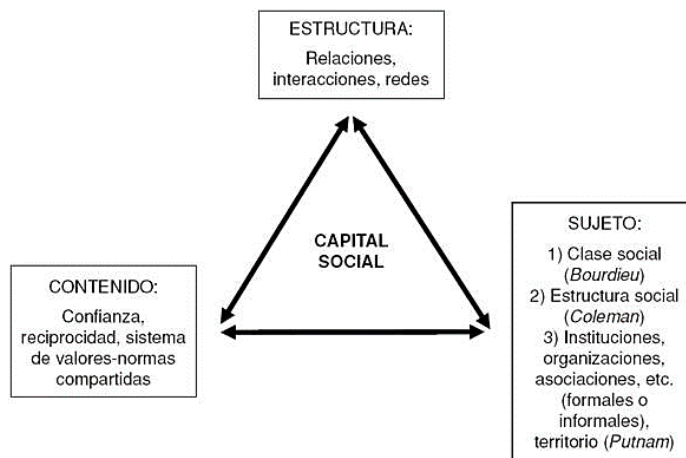 ESTRUCTURA:
Relaciones,
interacciones, redes
CAPITAL
SOCIAL
CONTENIDO:
Confianza,
reciprocidad, sistema
de valores-normas
compartidas
SUJETO:
1) Clase social
(Bourdieu)
2) Estructura social
(Coleman)
3) Instituciones,
organizaciones,
asociaciones, etc.
(formales o
informales),
territorio (Putnam)